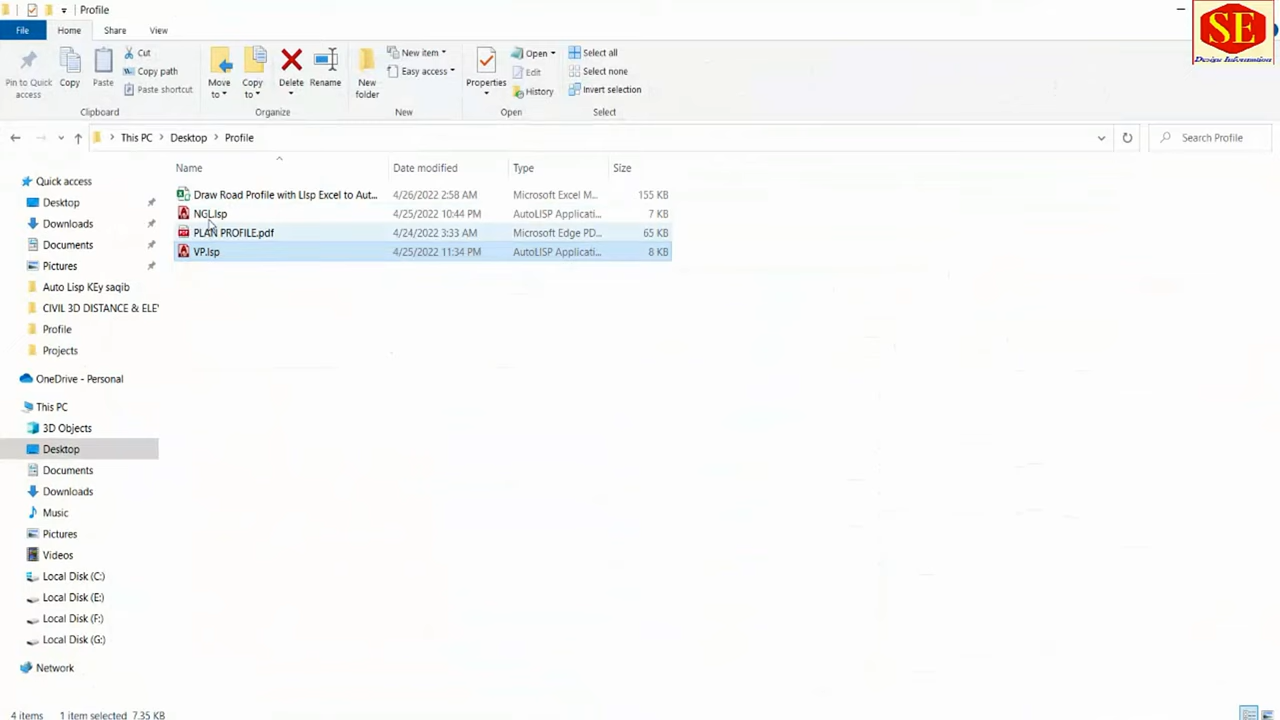 Profile
File
Home
Share
View
Pin to Quick access
Copy
Paste
Cut
Copy path
Paste shortcut
Clipboard
Move to
Copy to
Delete
Rename
Organize
New folder
New item
Easy access
New
Properties
Open
Edit
History
Open
Select all
Select none
Invert selection
Select
SE
Design Information
This PC
Desktop
Profile
Search Profile
Name
Date modified
Type
Size
Draw Road Profile with LIsp Excel to Aut... 4/26/2022 2:58 AM Microsoft Excel M... 155 KB
NGL.lsp 4/25/2022 10:44 PM AutoLISP Applicati... 7 KB
PLAN PROFILE.pdf 4/24/2022 3:33 AM Microsoft Edge PD... 65 KB
VP.lsp 4/25/2022 11:34 PM AutoLISP Applicati... 8 KB
Quick access
Desktop
Downloads
Documents
Pictures
Auto Lisp KEy saqib
CIVIL 3D DISTANCE & ELE
Profile
Projects
OneDrive - Personal
This PC
3D Objects
Desktop
Documents
Downloads
Music
Pictures
Videos
Local Disk (C:)
Local Disk (E:)
Local Disk (F:)
Local Disk (G:)
Network
4 items
1 item selected 7.35 KB